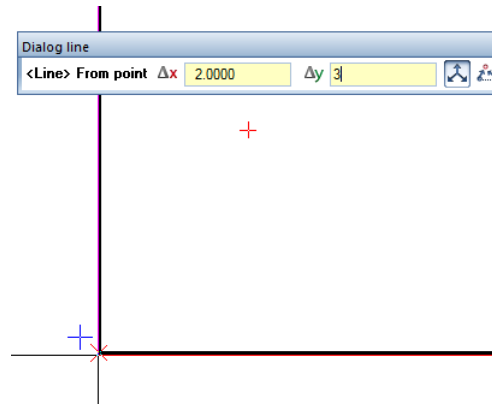 Dialog line
<Line> From point Δx 2.0000 Δy 3